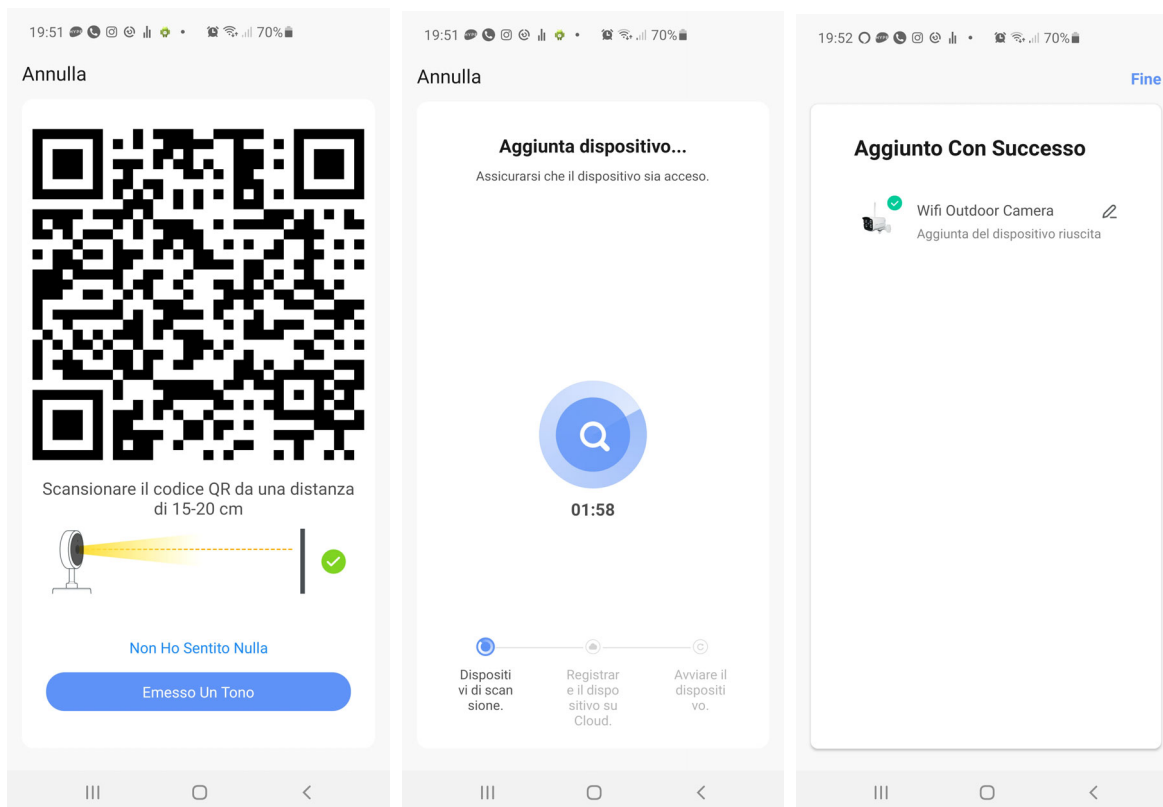 19:51
70%
Annulla
Scansionare il codice QR da una distanza
di 15-20 cm
Non Ho Sentito Nulla
Emesso Un Tono
19:51
70%
Annulla
Aggiunta dispositivo...
Assicurarsi che il dispositivo sia acceso.
01:58
Dispositi
vi di scan
sione.
Registrar
e il dispo
sitivo su
Cloud.
Avviare il
dispositi
vo.
19:52
70%
Fine
Aggiunto Con Successo
Wifi Outdoor Camera
Aggiunta del dispositivo riuscita